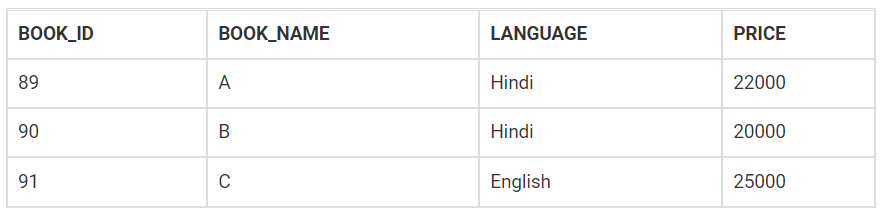 BOOK_ID BOOK_NAME LANGUAGE PRICE
89 A Hindi 22000
90 B Hindi 20000
91 C English 25000